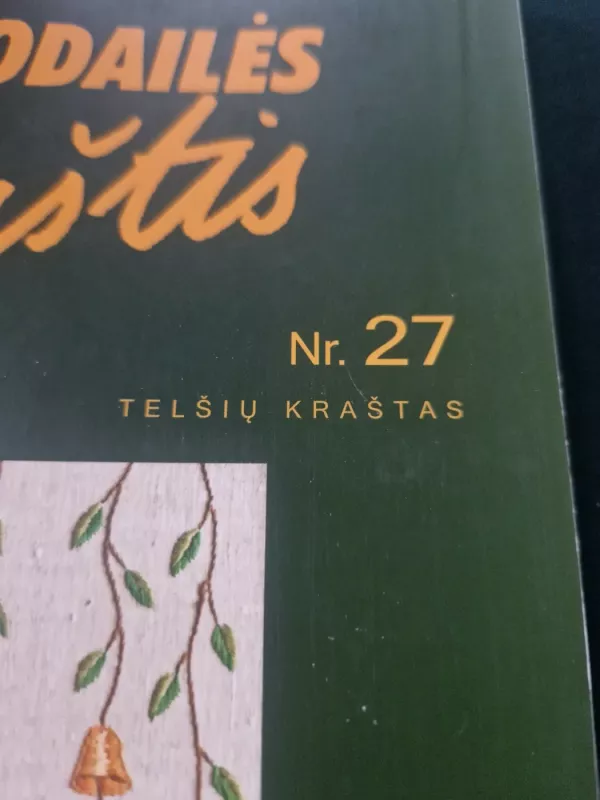 ODAILĖS
štis
Nr. 27
TELŠIŲ KRAŠTAS